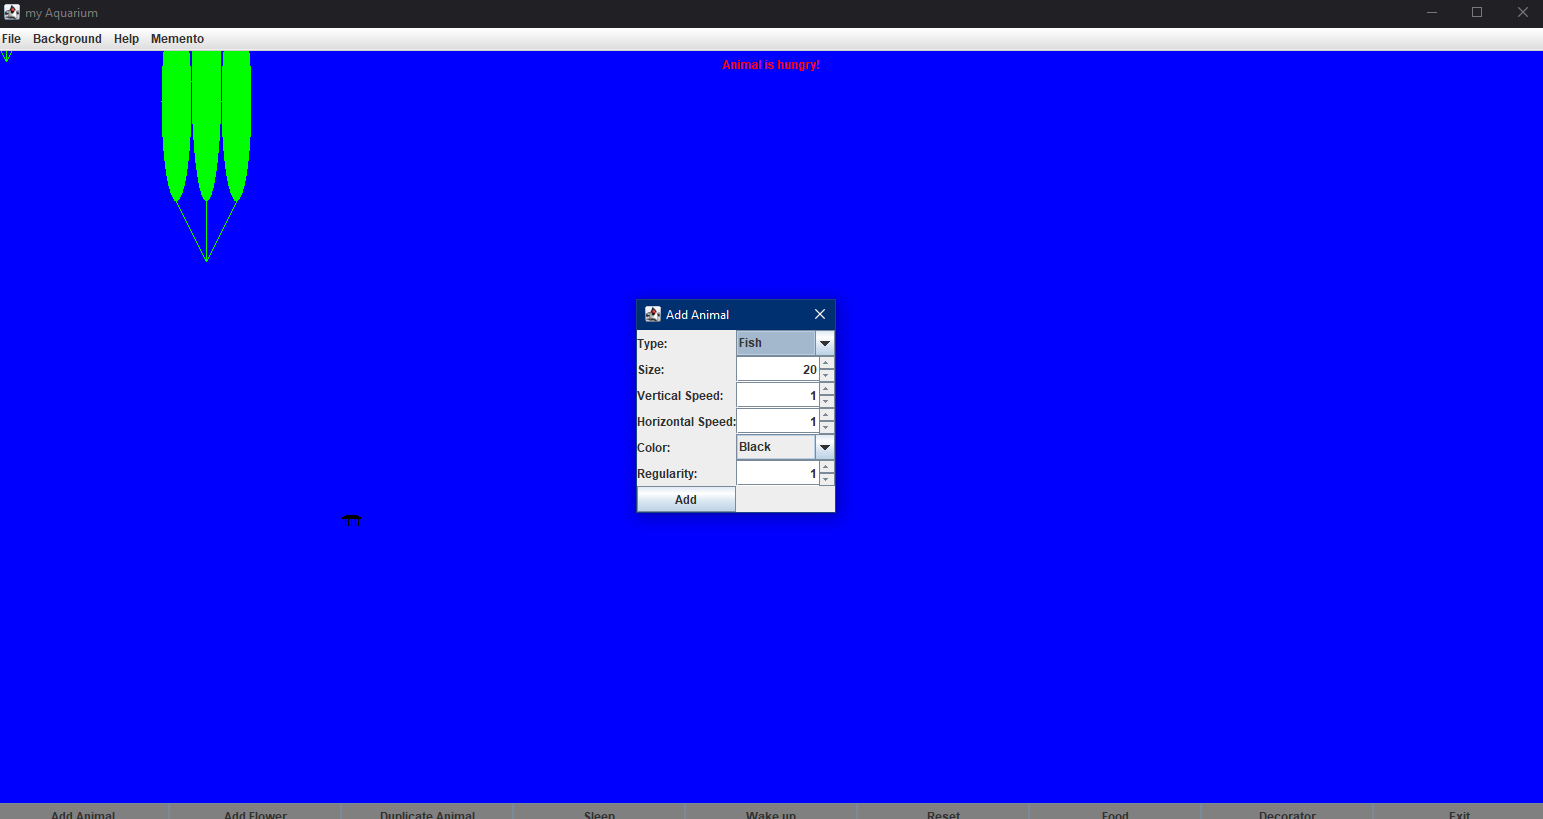 my Aquarium
File Background Help Memento
Animal is hungry!
Add Animal
Type: Fish
Size: 20
Vertical Speed: 1
Horizontal Speed: 1
Color: Black
Regularity: 1
Add
Add Animal Add Flower Duplicate Animal Sleep Wake up Reset Food Decorator Exit